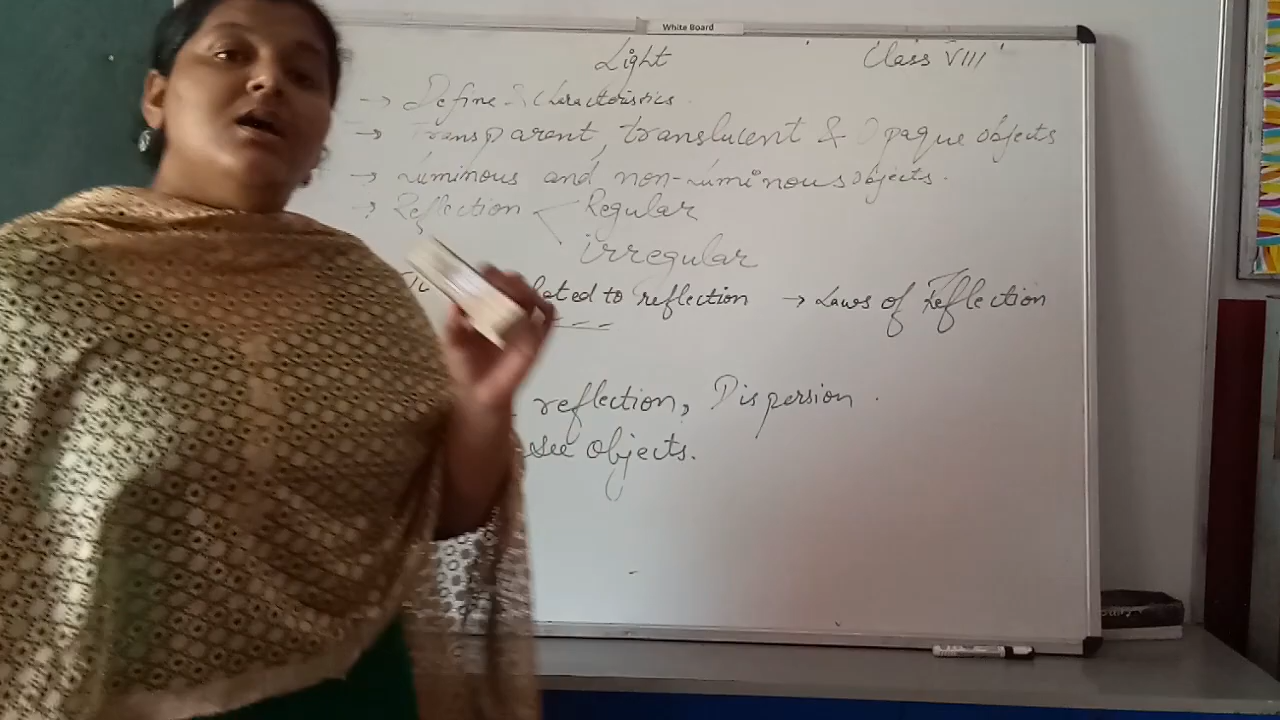 White Board
Light Class VIII
→ Define & Characteristics.
→ Transparent, translucent & Opaque objects
→ Luminous and non-Luminous objects.
→ Reflection < Regular
irregular
to reflection → Laws of Reflection
reflection, Dispersion.
see objects.